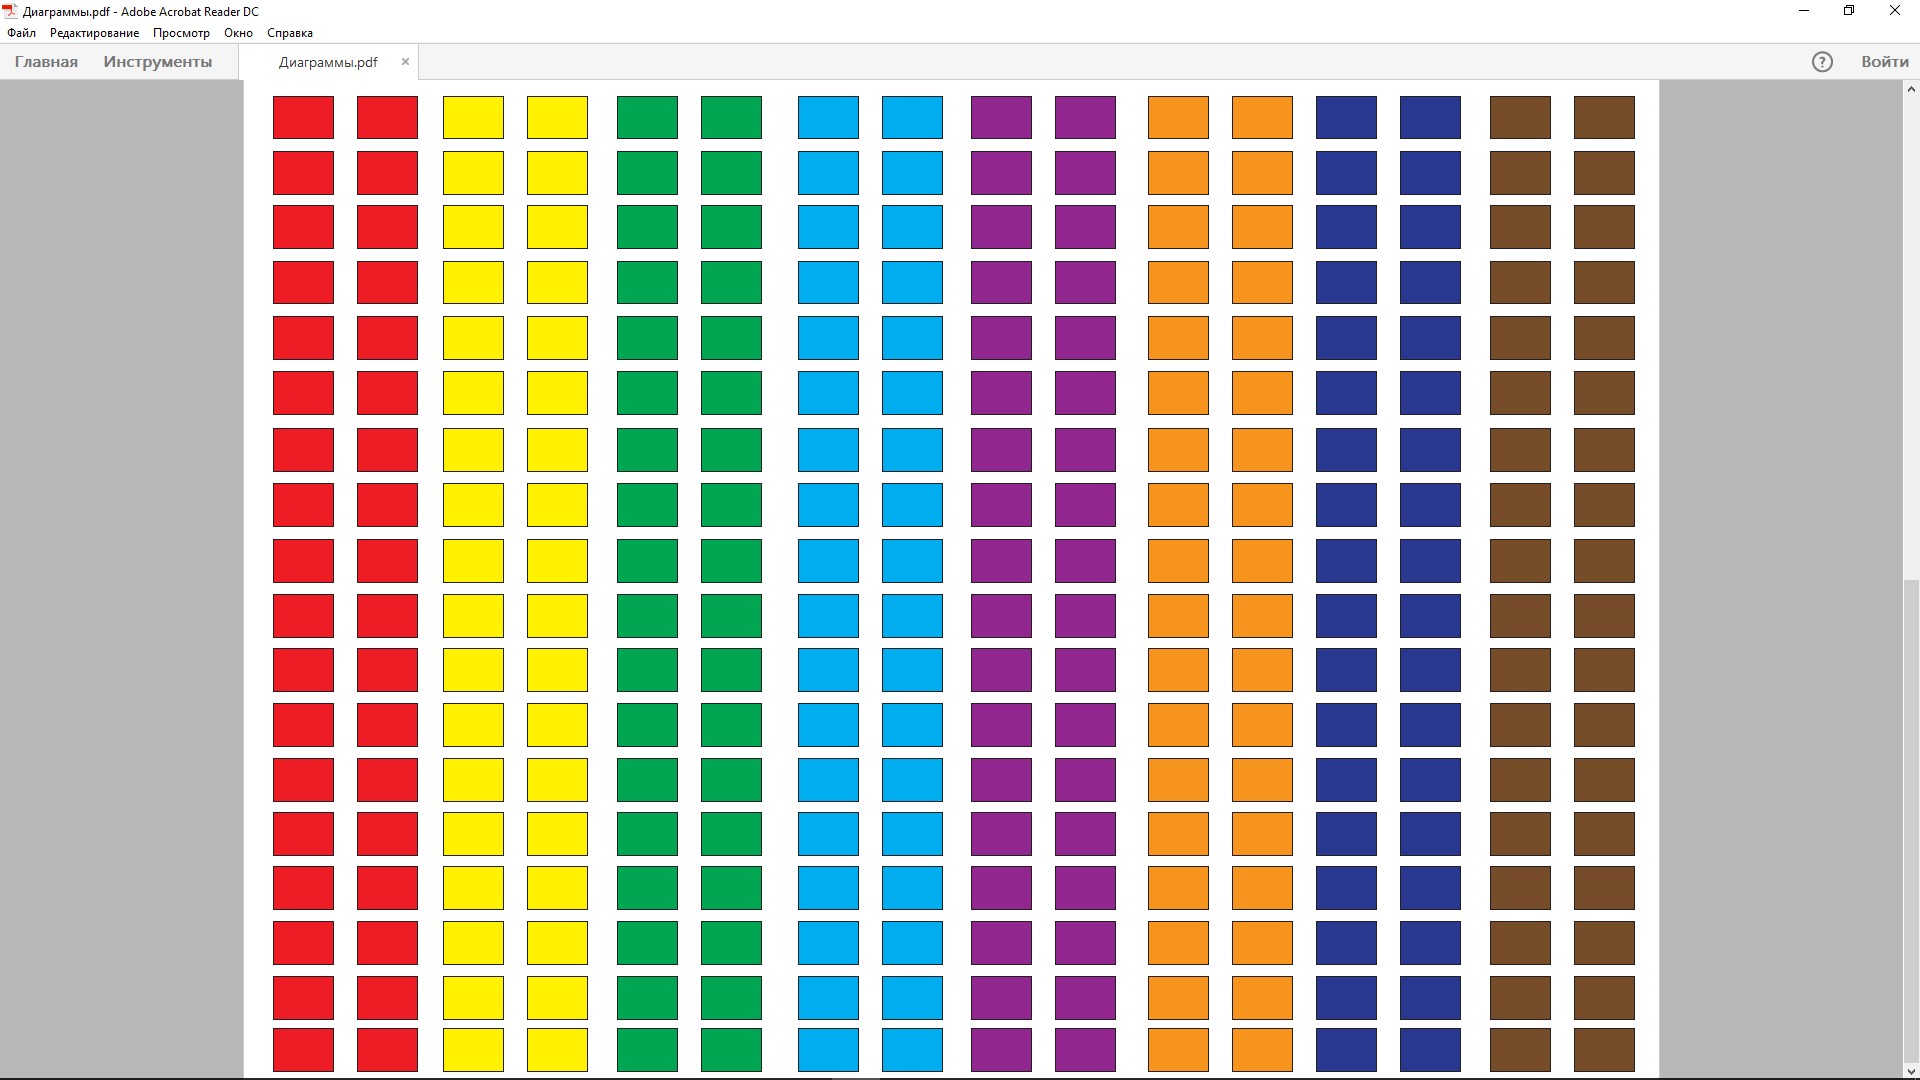 Диаграммы.pdf - Adobe Acrobat Reader DC
Файл Редактирование Просмотр Окно Справка
Главная Инструменты Диаграммы.pdf × ? Войти